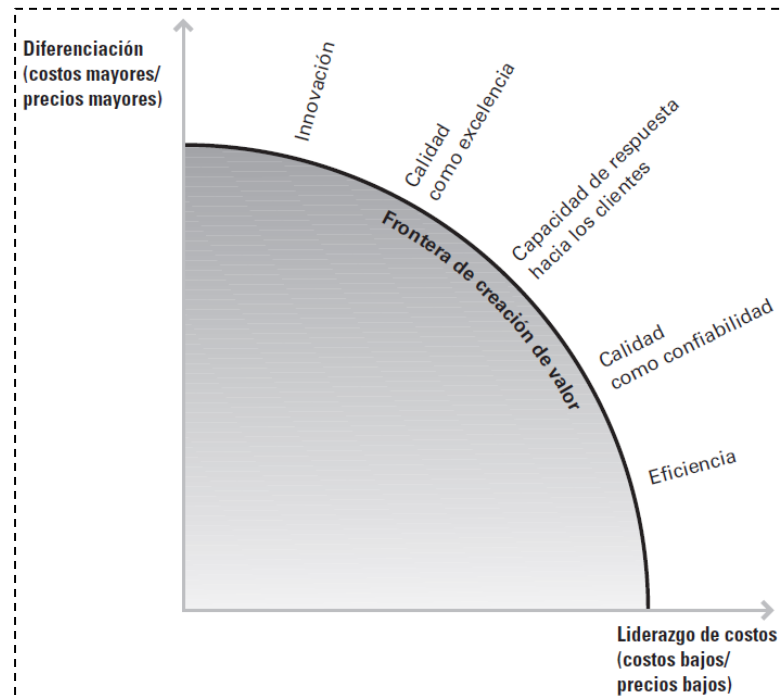 Diferenciación
(costos mayores/
precios mayores)
Innovación
Calidad
como excelencia
Capacidad de respuesta
hacia los clientes
Calidad
como confiabilidad
Eficiencia
Frontera de creación de valor
Liderazgo de costos
(costos bajos/
precios bajos)